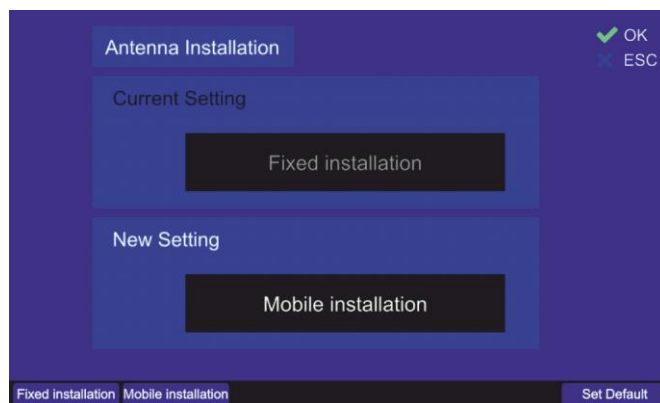 Antenna Installation
OK
ESC
Current Setting
Fixed installation
New Setting
Mobile installation
Fixed installation Mobile installation Set Default